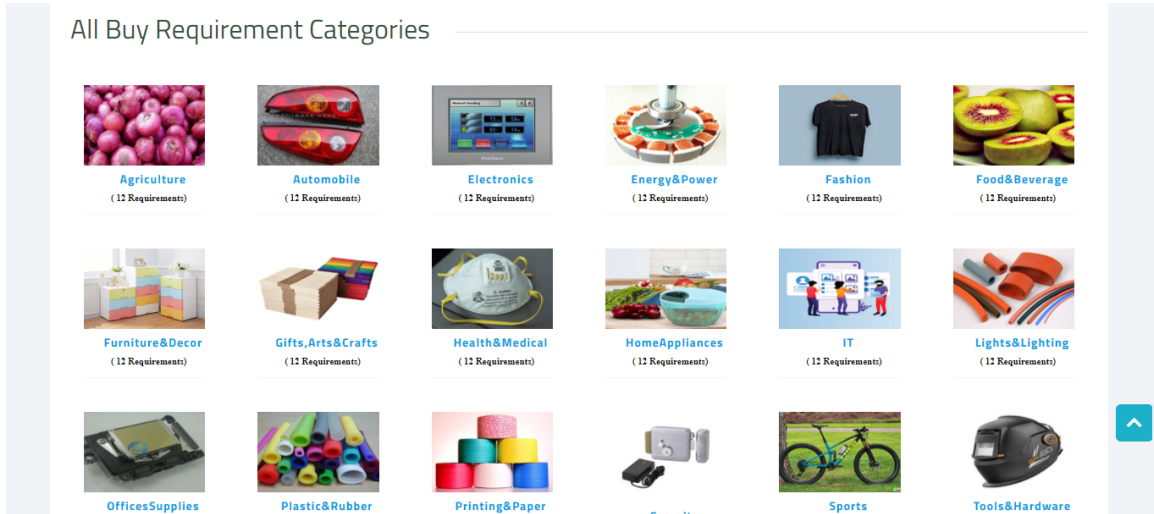 All Buy Requirement Categories
Agriculture Automobile Electronics Energy&Power Fashion Food&Beverage
( 12 Requirements) ( 12 Requirements) ( 12 Requirements) ( 12 Requirements) ( 12 Requirements) ( 12 Requirements)
Furniture&Decor Gifts,Arts&Crafts Health&Medical HomeAppliances IT Lights&Lighting
( 12 Requirements) ( 12 Requirements) ( 12 Requirements) ( 12 Requirements) ( 12 Requirements) ( 12 Requirements)
OfficesSupplies Plastic&Rubber Printing&Paper Sports Tools&Hardware